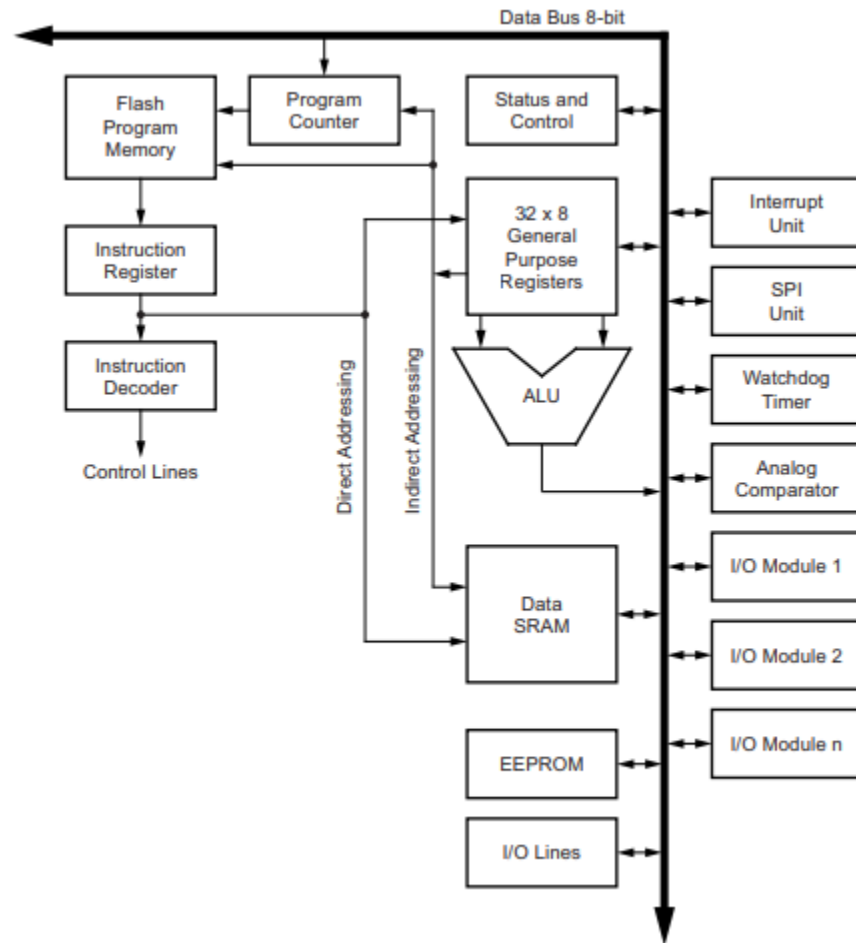 Data Bus 8-bit
Flash
Program
Memory
Program
Counter
Status and
Control
32 x 8
General
Purpose
Registers
Interrupt
Unit
Instruction
Register
SPI
Unit
Instruction
Decoder
Direct Addressing
Indirect Addressing
ALU
Watchdog
Timer
Control Lines
Analog
Comparator
Data
SRAM
I/O Module 1
I/O Module 2
EEPROM
I/O Module n
I/O Lines